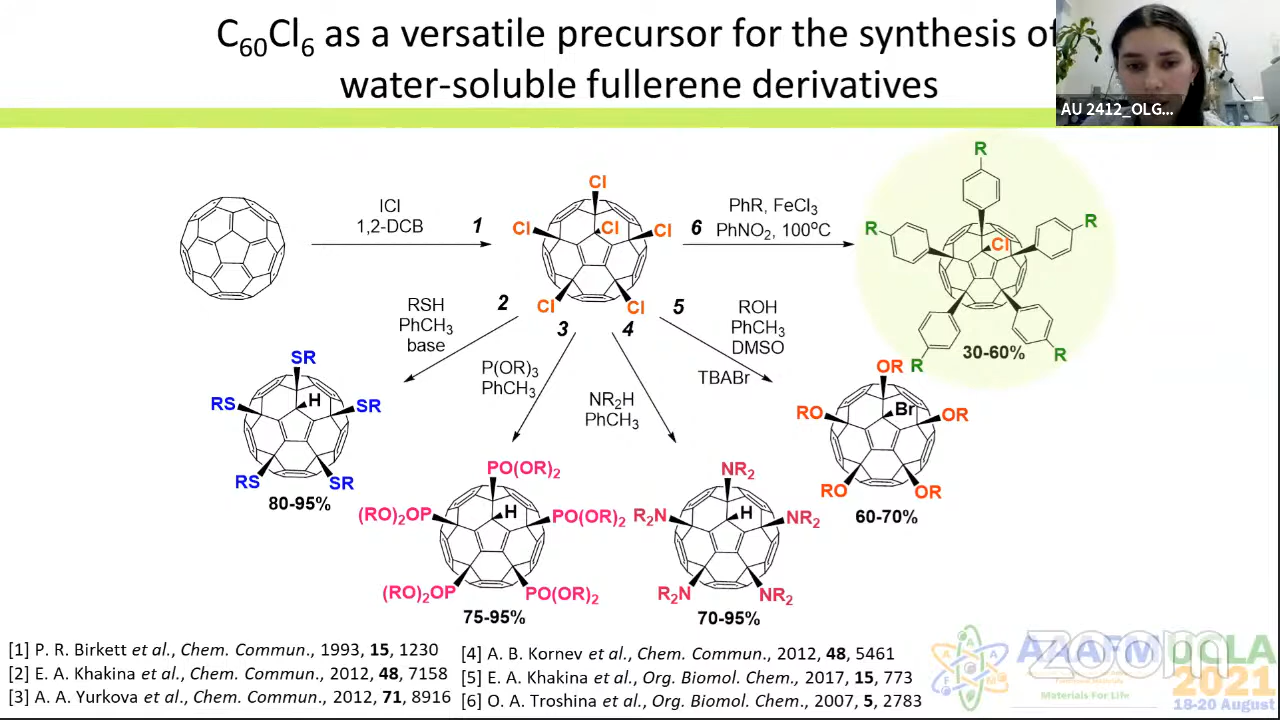 C60Cl6 as a versatile precursor for the synthesis of
water-soluble fullerene derivatives
AU 2412_OLG...
ICl
1,2-DCB
1
Cl
Cl
Cl
Cl
Cl
Cl
6
PhR, FeCl3
PhNO2, 100°C
R
R
R
Cl
R
R
30-60%
2
RSH
PhCH3
base
3
P(OR)3
PhCH3
4
NR2H
PhCH3
5
ROH
PhCH3
DMSO
TBABr
SR
RS
H
SR
RS
SR
80-95%
PO(OR)2
(RO)2OP
H
PO(OR)2
(RO)2OP
PO(OR)2
75-95%
NR2
R2N
H
NR2
R2N
NR2
70-95%
OR
RO
Br
OR
RO
OR
60-70%
[1] P. R. Birkett et al., Chem. Commun., 1993, 15, 1230
[2] E. A. Khakina et al., Chem. Commun., 2012, 48, 7158
[3] A. A. Yurkova et al., Chem. Commun., 2012, 71, 8916
[4] A. B. Kornev et al., Chem. Commun., 2012, 48, 5461
[5] E. A. Khakina et al., Org. Biomol. Chem., 2017, 15, 773
[6] O. A. Troshina et al., Org. Biomol. Chem., 2007, 5, 2783
zoom
2021
Materials For Life
18-20 August